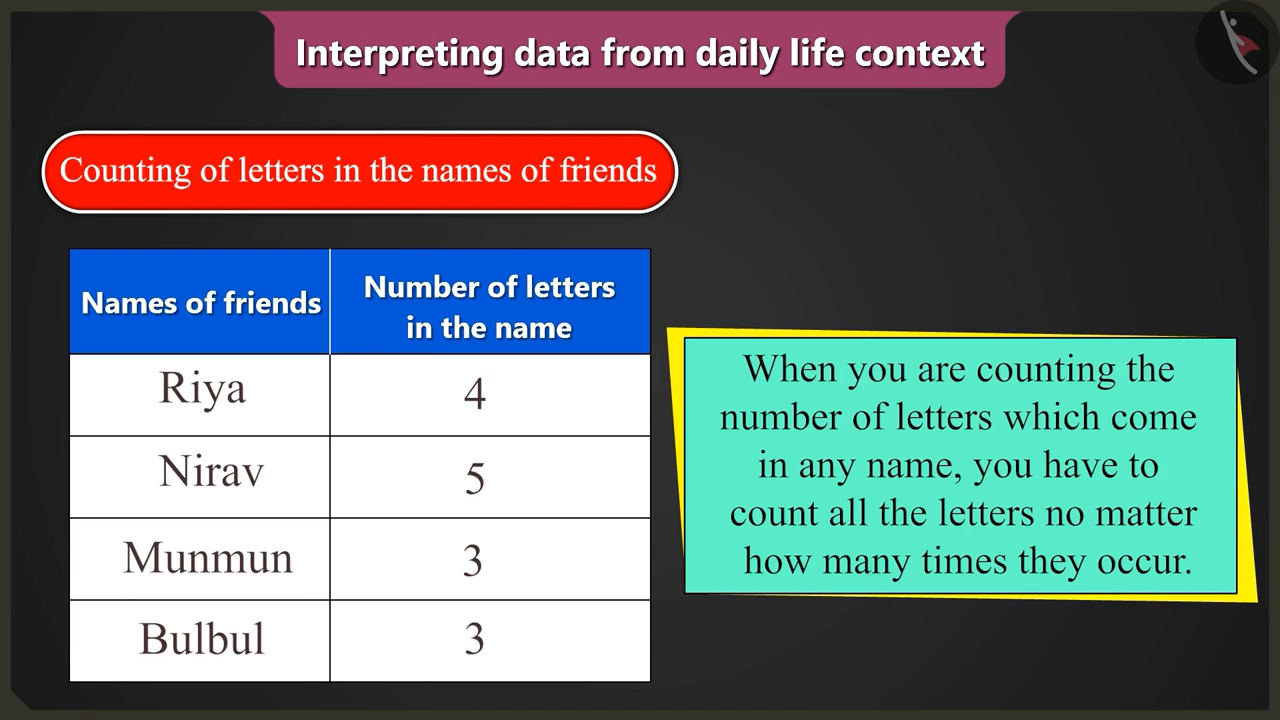 Interpreting data from daily life context
Counting of letters in the names of friends
Names of friends
Number of letters
in the name
Riya 4
Nirav 5
Munmun 3
Bulbul 3
When you are counting the
number of letters which come
in any name, you have to
count all the letters no matter
how many times they occur.